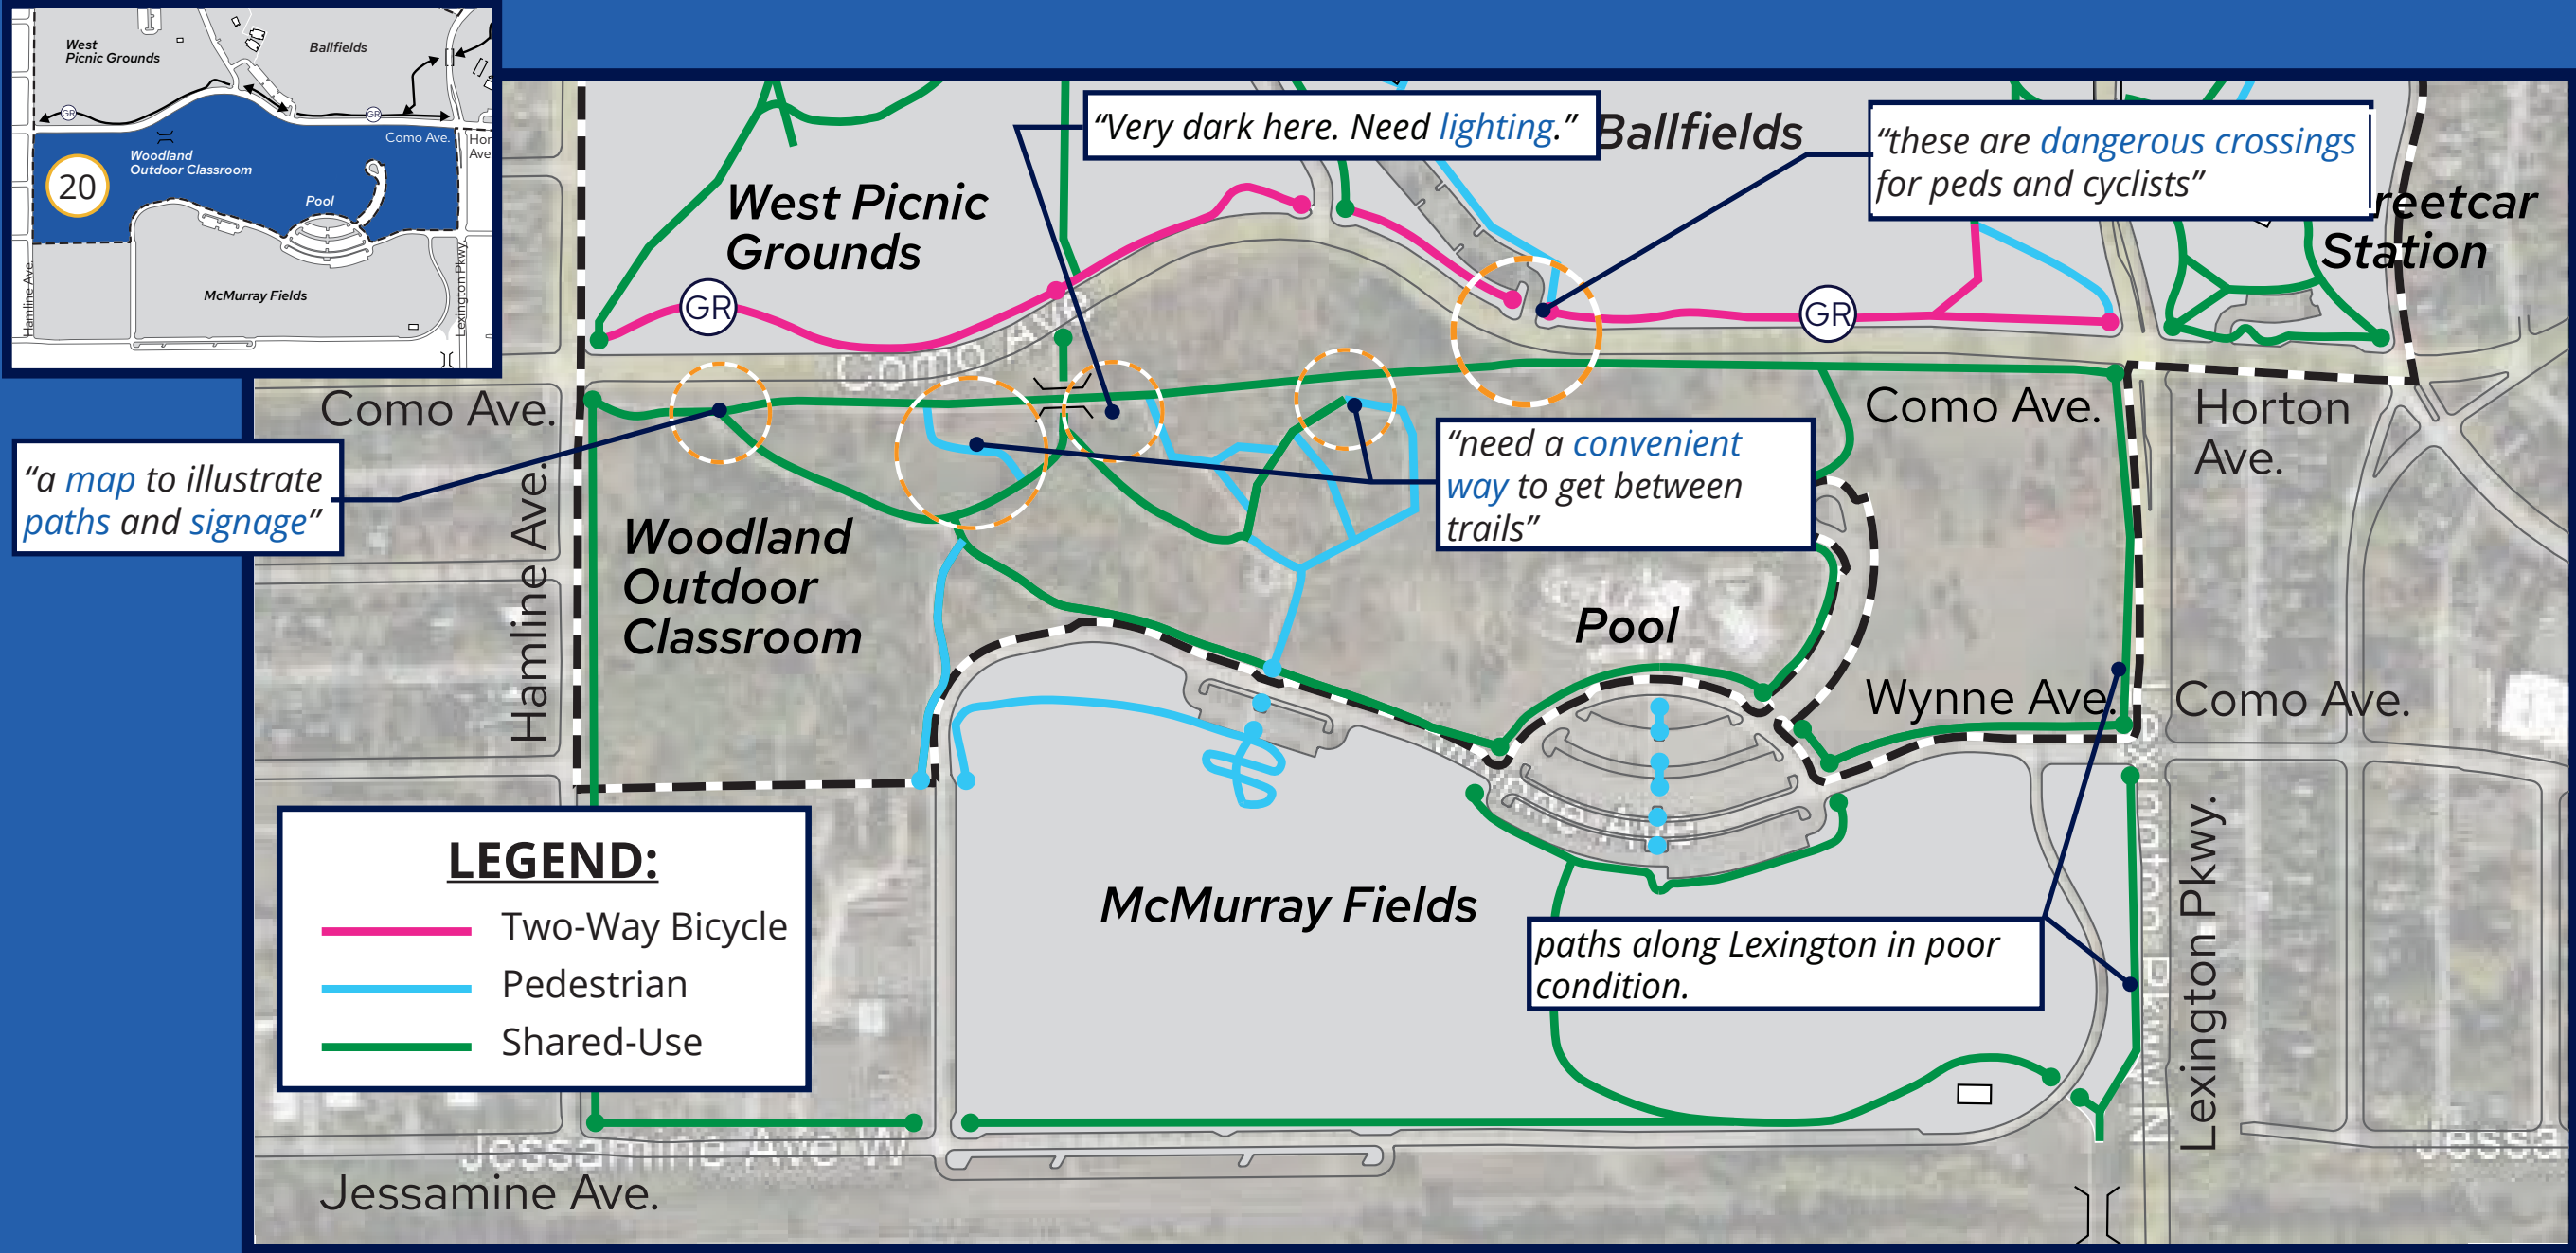 West
Picnic Grounds
Ballfields
GR
GR
Como Ave.
Hor
Ave.
Woodland
Outdoor Classroom
20
Pool
McMurray Fields
Hamline Ave.
Lexington Pkwy.
“Very dark here. Need lighting.”
Ballfields
“these are dangerous crossings
for peds and cyclists”
West Picnic
Grounds
reetcar
Station
GR
GR
Como Ave
Como Ave.
Como Ave.
Horton
Ave.
“a map to illustrate
paths and signage”
“need a convenient
way to get between
trails”
Hamline Ave.
Woodland
Outdoor
Classroom
Pool
Wynne Ave.
Como Ave.
LEGEND:
Two-Way Bicycle
Pedestrian
Shared-Use
McMurray Fields
paths along Lexington in poor
condition.
Lexington Pkwy.
Jessamine Ave W
Jessa
Jessamine Ave.